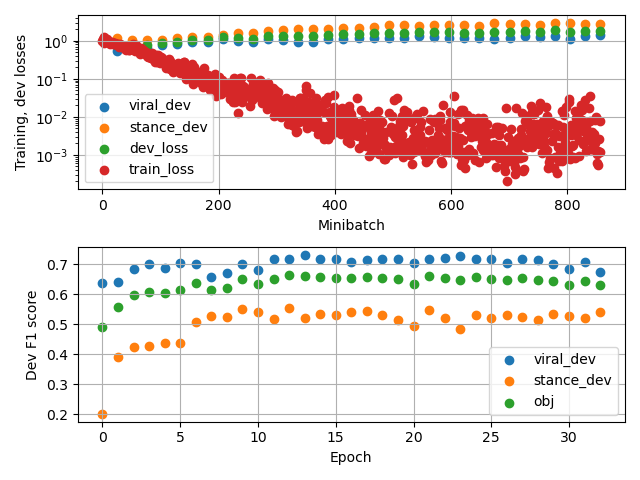 Training, dev losses
10⁰
10⁻¹
10⁻²
10⁻³
viral_dev
stance_dev
dev_loss
train_loss
0 200 400 600 800
Minibatch
Dev F1 score
0.7
0.6
0.5
0.4
0.3
0.2
viral_dev
stance_dev
obj
0 5 10 15 20 25 30
Epoch